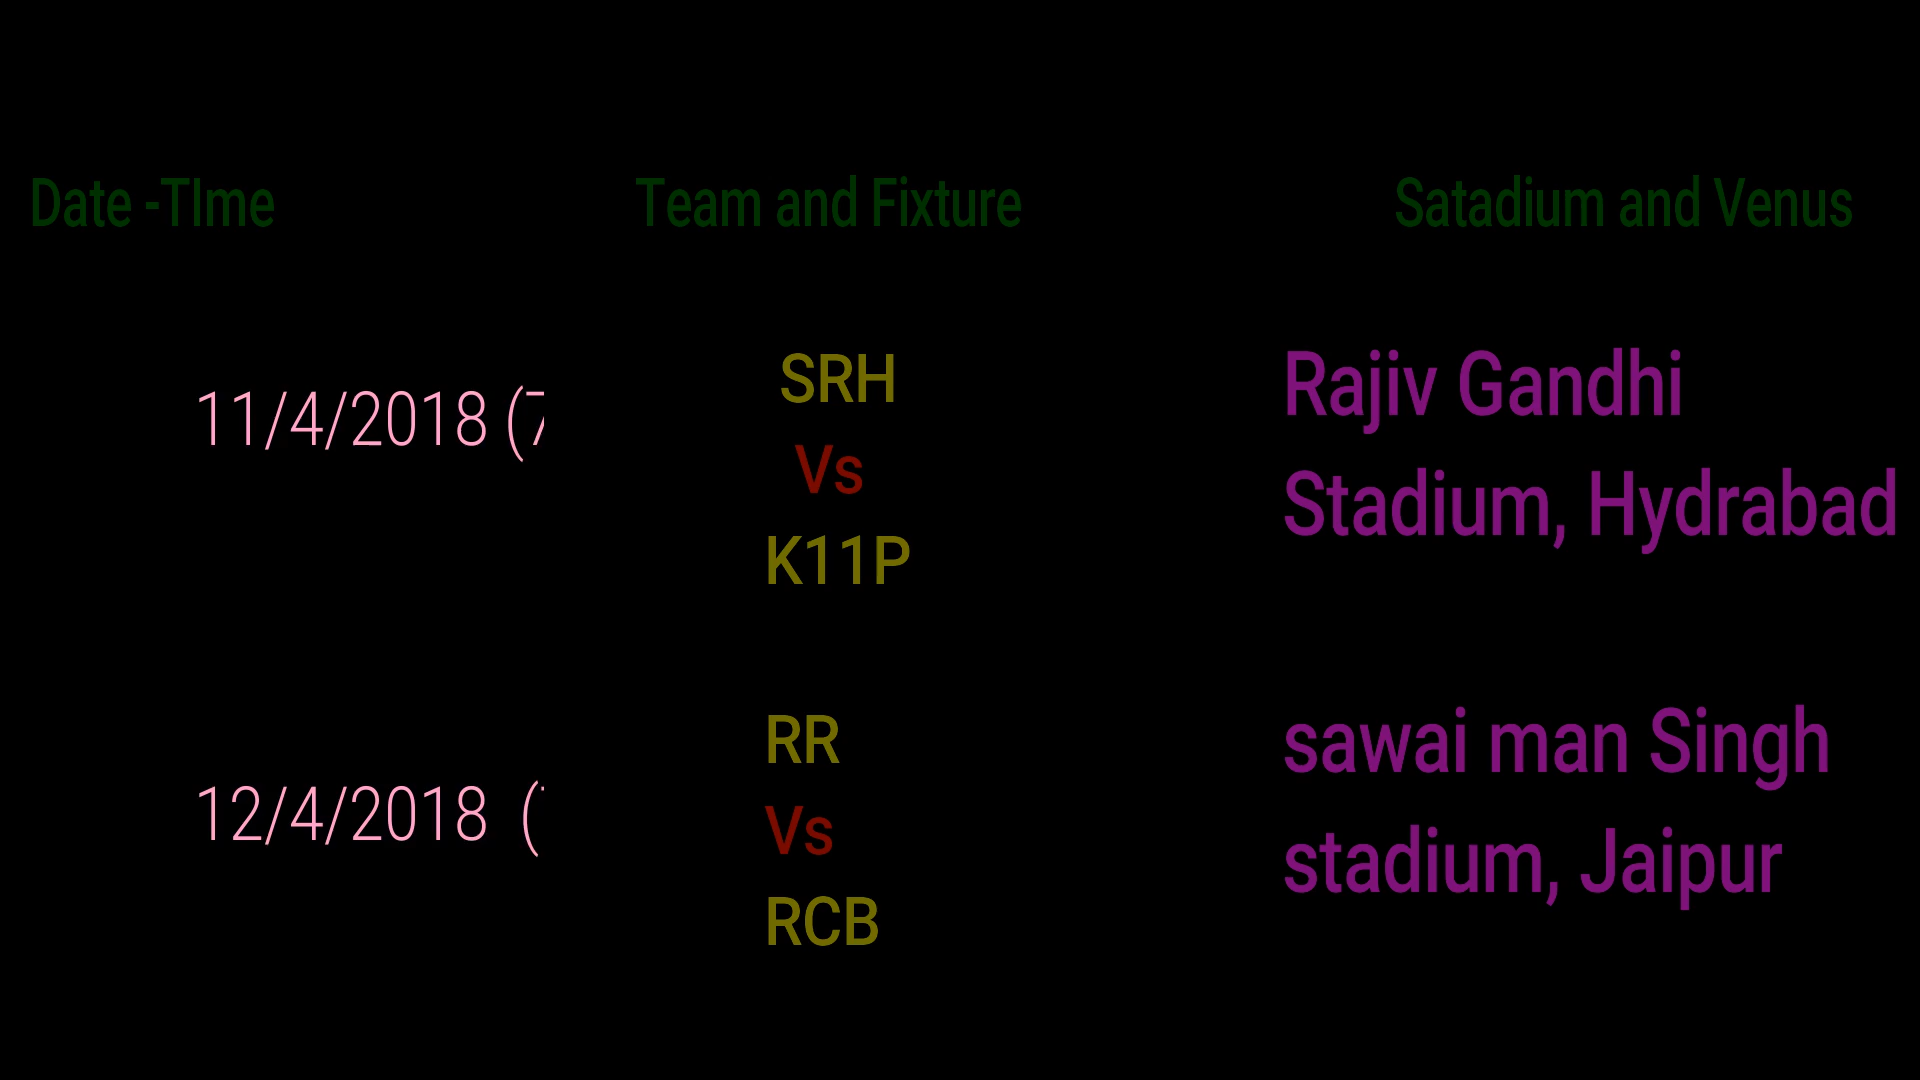 Date -TIme
Team and Fixture
Satadium and Venus
11/4/2018 (7
SRH
Vs
K11P
Rajiv Gandhi
Stadium, Hydrabad
12/4/2018 (
RR
Vs
RCB
sawai man Singh
stadium, Jaipur